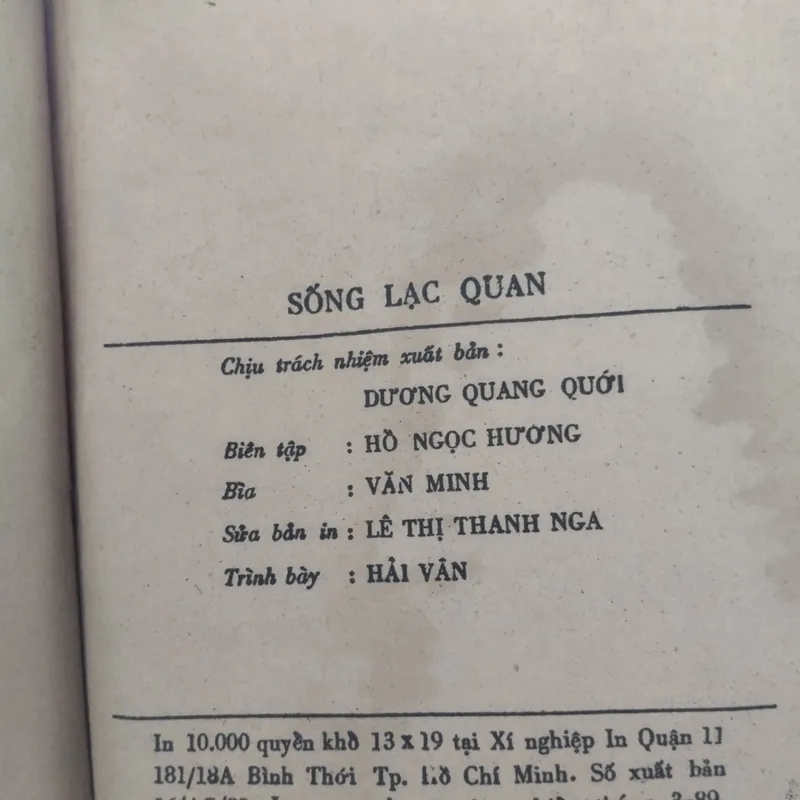 SỐNG LẠC QUAN
Chịu trách nhiệm xuất bản :
DƯƠNG QUANG QUỚI
Biên tập : HỒ NGỌC HƯƠNG
Bìa : VĂN MINH
Sửa bản in : LÊ THỊ THANH NGA
Trình bày : HẢI VÂN
In 10.000 quyền khồ 13 x 19 tại Xí nghiệp In Quận 11
181/18A Bình Thới Tp. Hồ Chí Minh. Số xuất bản